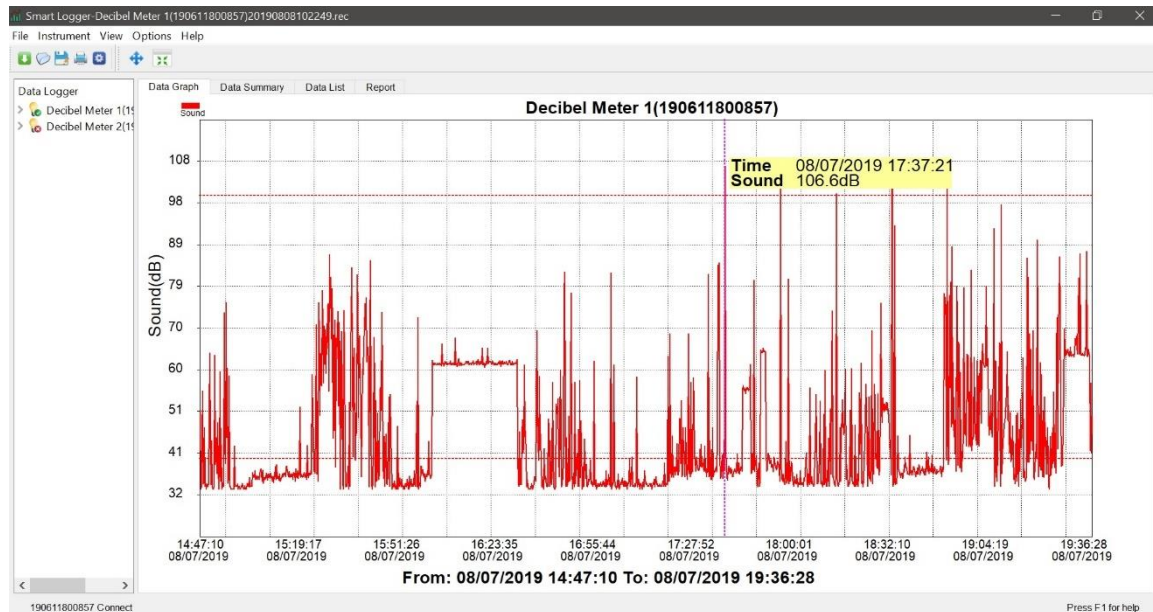 Smart Logger-Decibel Meter 1(190611800857)20190808102249.rec
File Instrument View Options Help
Data Logger
Decibel Meter 1(19
Decibel Meter 2(19
Data Graph Data Summary Data List Report
Sound
Decibel Meter 1(190611800857)
Time 08/07/2019 17:37:21
Sound 106.6dB
Sound(dB)
108
98
89
79
70
60
51
41
32
14:47:10 15:19:17 15:51:26 16:23:35 16:55:44 17:27:52 18:00:01 18:32:10 19:04:19 19:36:28
08/07/2019 08/07/2019 08/07/2019 08/07/2019 08/07/2019 08/07/2019 08/07/2019 08/07/2019 08/07/2019 08/07/2019
From: 08/07/2019 14:47:10 To: 08/07/2019 19:36:28
190611800857 Connect Press F1 for help